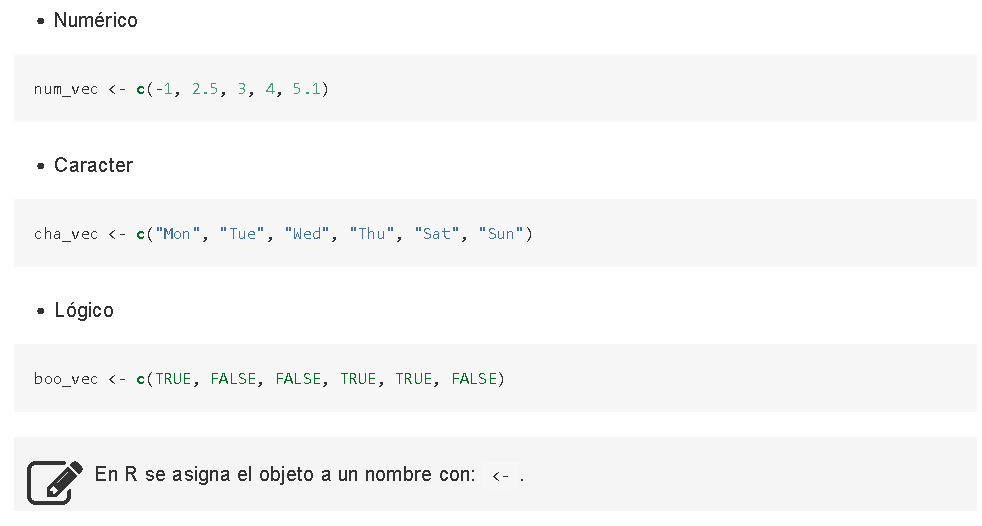 • Numérico
num_vec <- c(-1, 2.5, 3, 4, 5.1)
• Caracter
cha_vec <- c("Mon", "Tue", "Wed", "Thu", "Sat", "Sun")
• Lógico
boo_vec <- c(TRUE, FALSE, FALSE, TRUE, TRUE, FALSE)
En R se asigna el objeto a un nombre con: <- .